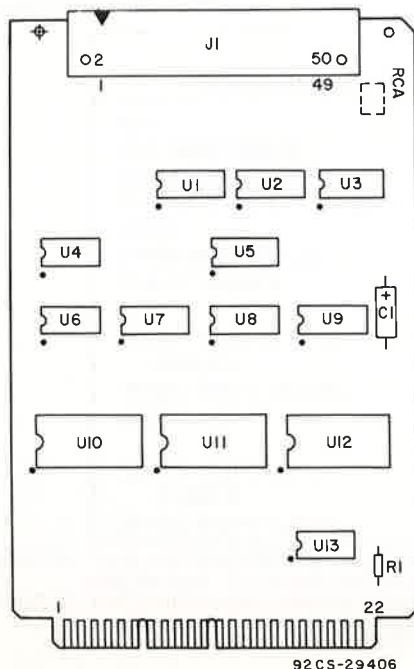 J1
2 50
1 49
RCA
U1 U2 U3
U4 U5
+
U6 U7 U8 U9 C1
U10 U11 U12
U13
R1
1 22
92CS-29406